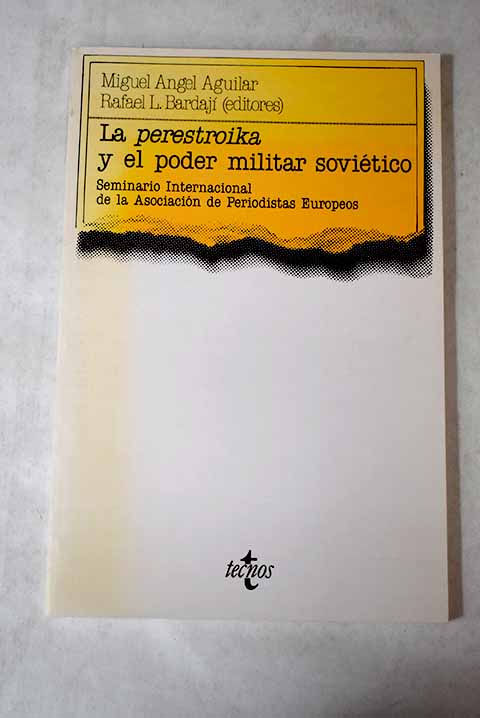 Miguel Angel Aguilar
Rafael L. Bardají (editores)
La perestroika
y el poder militar soviético
Seminario Internacional
de la Asociación de Periodistas Europeos
tecnos